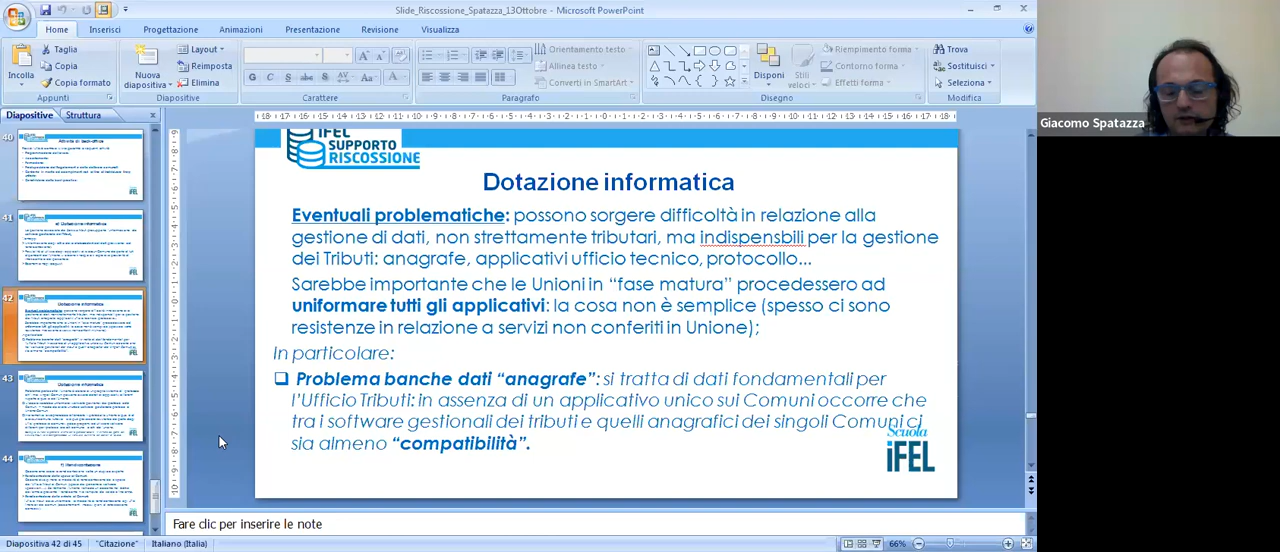 Slide_Riscossione_Spatazza_13Ottobre - Microsoft PowerPoint
Home Inserisci Progettazione Animazioni Presentazione Revisione Visualizza
Incolla
Taglia
Copia
Copia formato
Appunti
Nuova
diapositiva
Layout
Reimposta
Elimina
Diapositive
Carattere
Orientamento testo
Allinea testo
Converti in SmartArt
Paragrafo
Disponi
Stili
veloci
Riempimento forma
Contorno forma
Effetti forma
Disegno
Trova
Sostituisci
Seleziona
Modifica
Giacomo Spatazza
Diapositive Struttura
40
41
42
43
44
IFEL
SUPPORTO
RISCOSSIONE
Dotazione informatica
Eventuali problematiche: possono sorgere difficoltà in relazione alla
gestione di dati, non strettamente tributari, ma indispensbili per la gestione
dei Tributi: anagrafe, applicativi ufficio tecnico, protocollo...
Sarebbe importante che le Unioni in “fase matura” procedessero ad
uniformare tutti gli applicativi: la cosa non è semplice (spesso ci sono
resistenze in relazione a servizi non conferiti in Unione);
In particolare:
❑ Problema banche dati “anagrafe”: si tratta di dati fondamentali per
l’Ufficio Tributi: in assenza di un applicativo unico sui Comuni occorre che
tra i software gestionali dei tributi e quelli anagrafici dei singoli Comuni ci
sia almeno “compatibilità”.
Scuola
iFEL
Fare clic per inserire le note
Diapositiva 42 di 45 "Citazione" Italiano (Italia) 66%